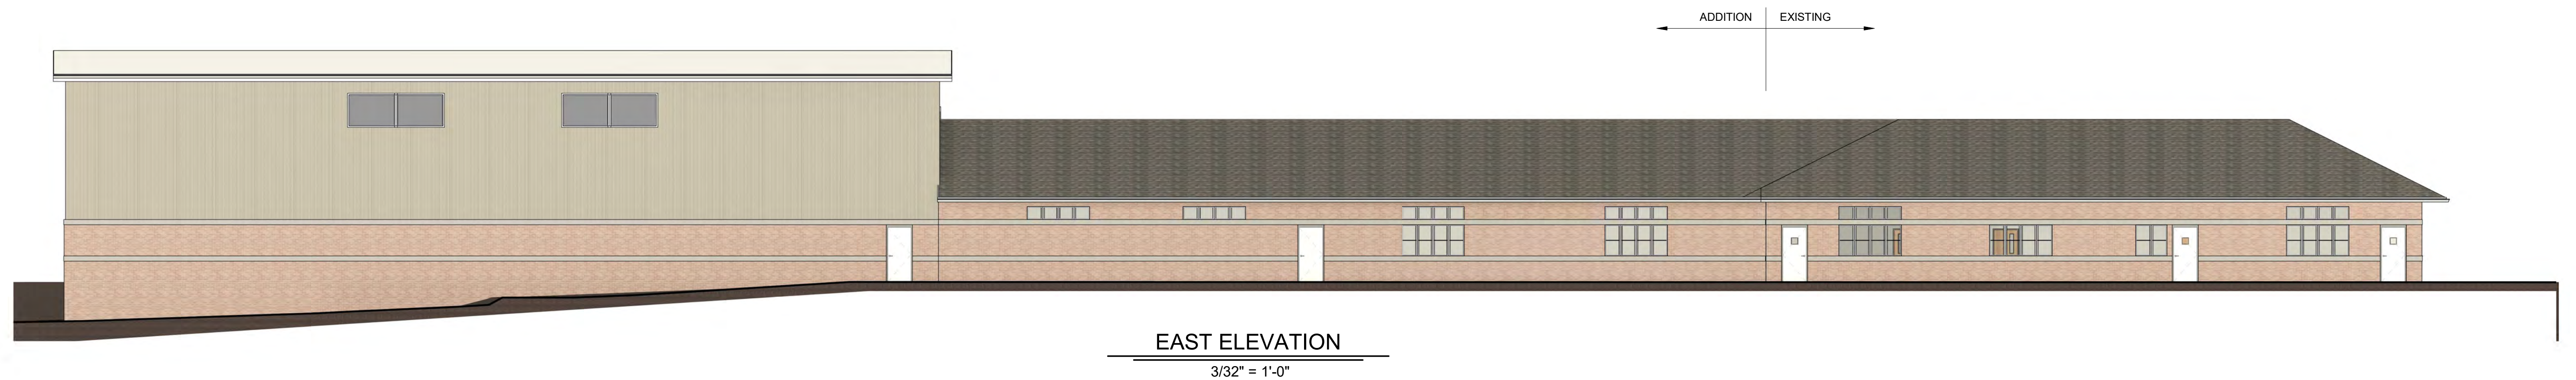 ADDITION EXISTING
EAST ELEVATION
3/32" = 1'-0"